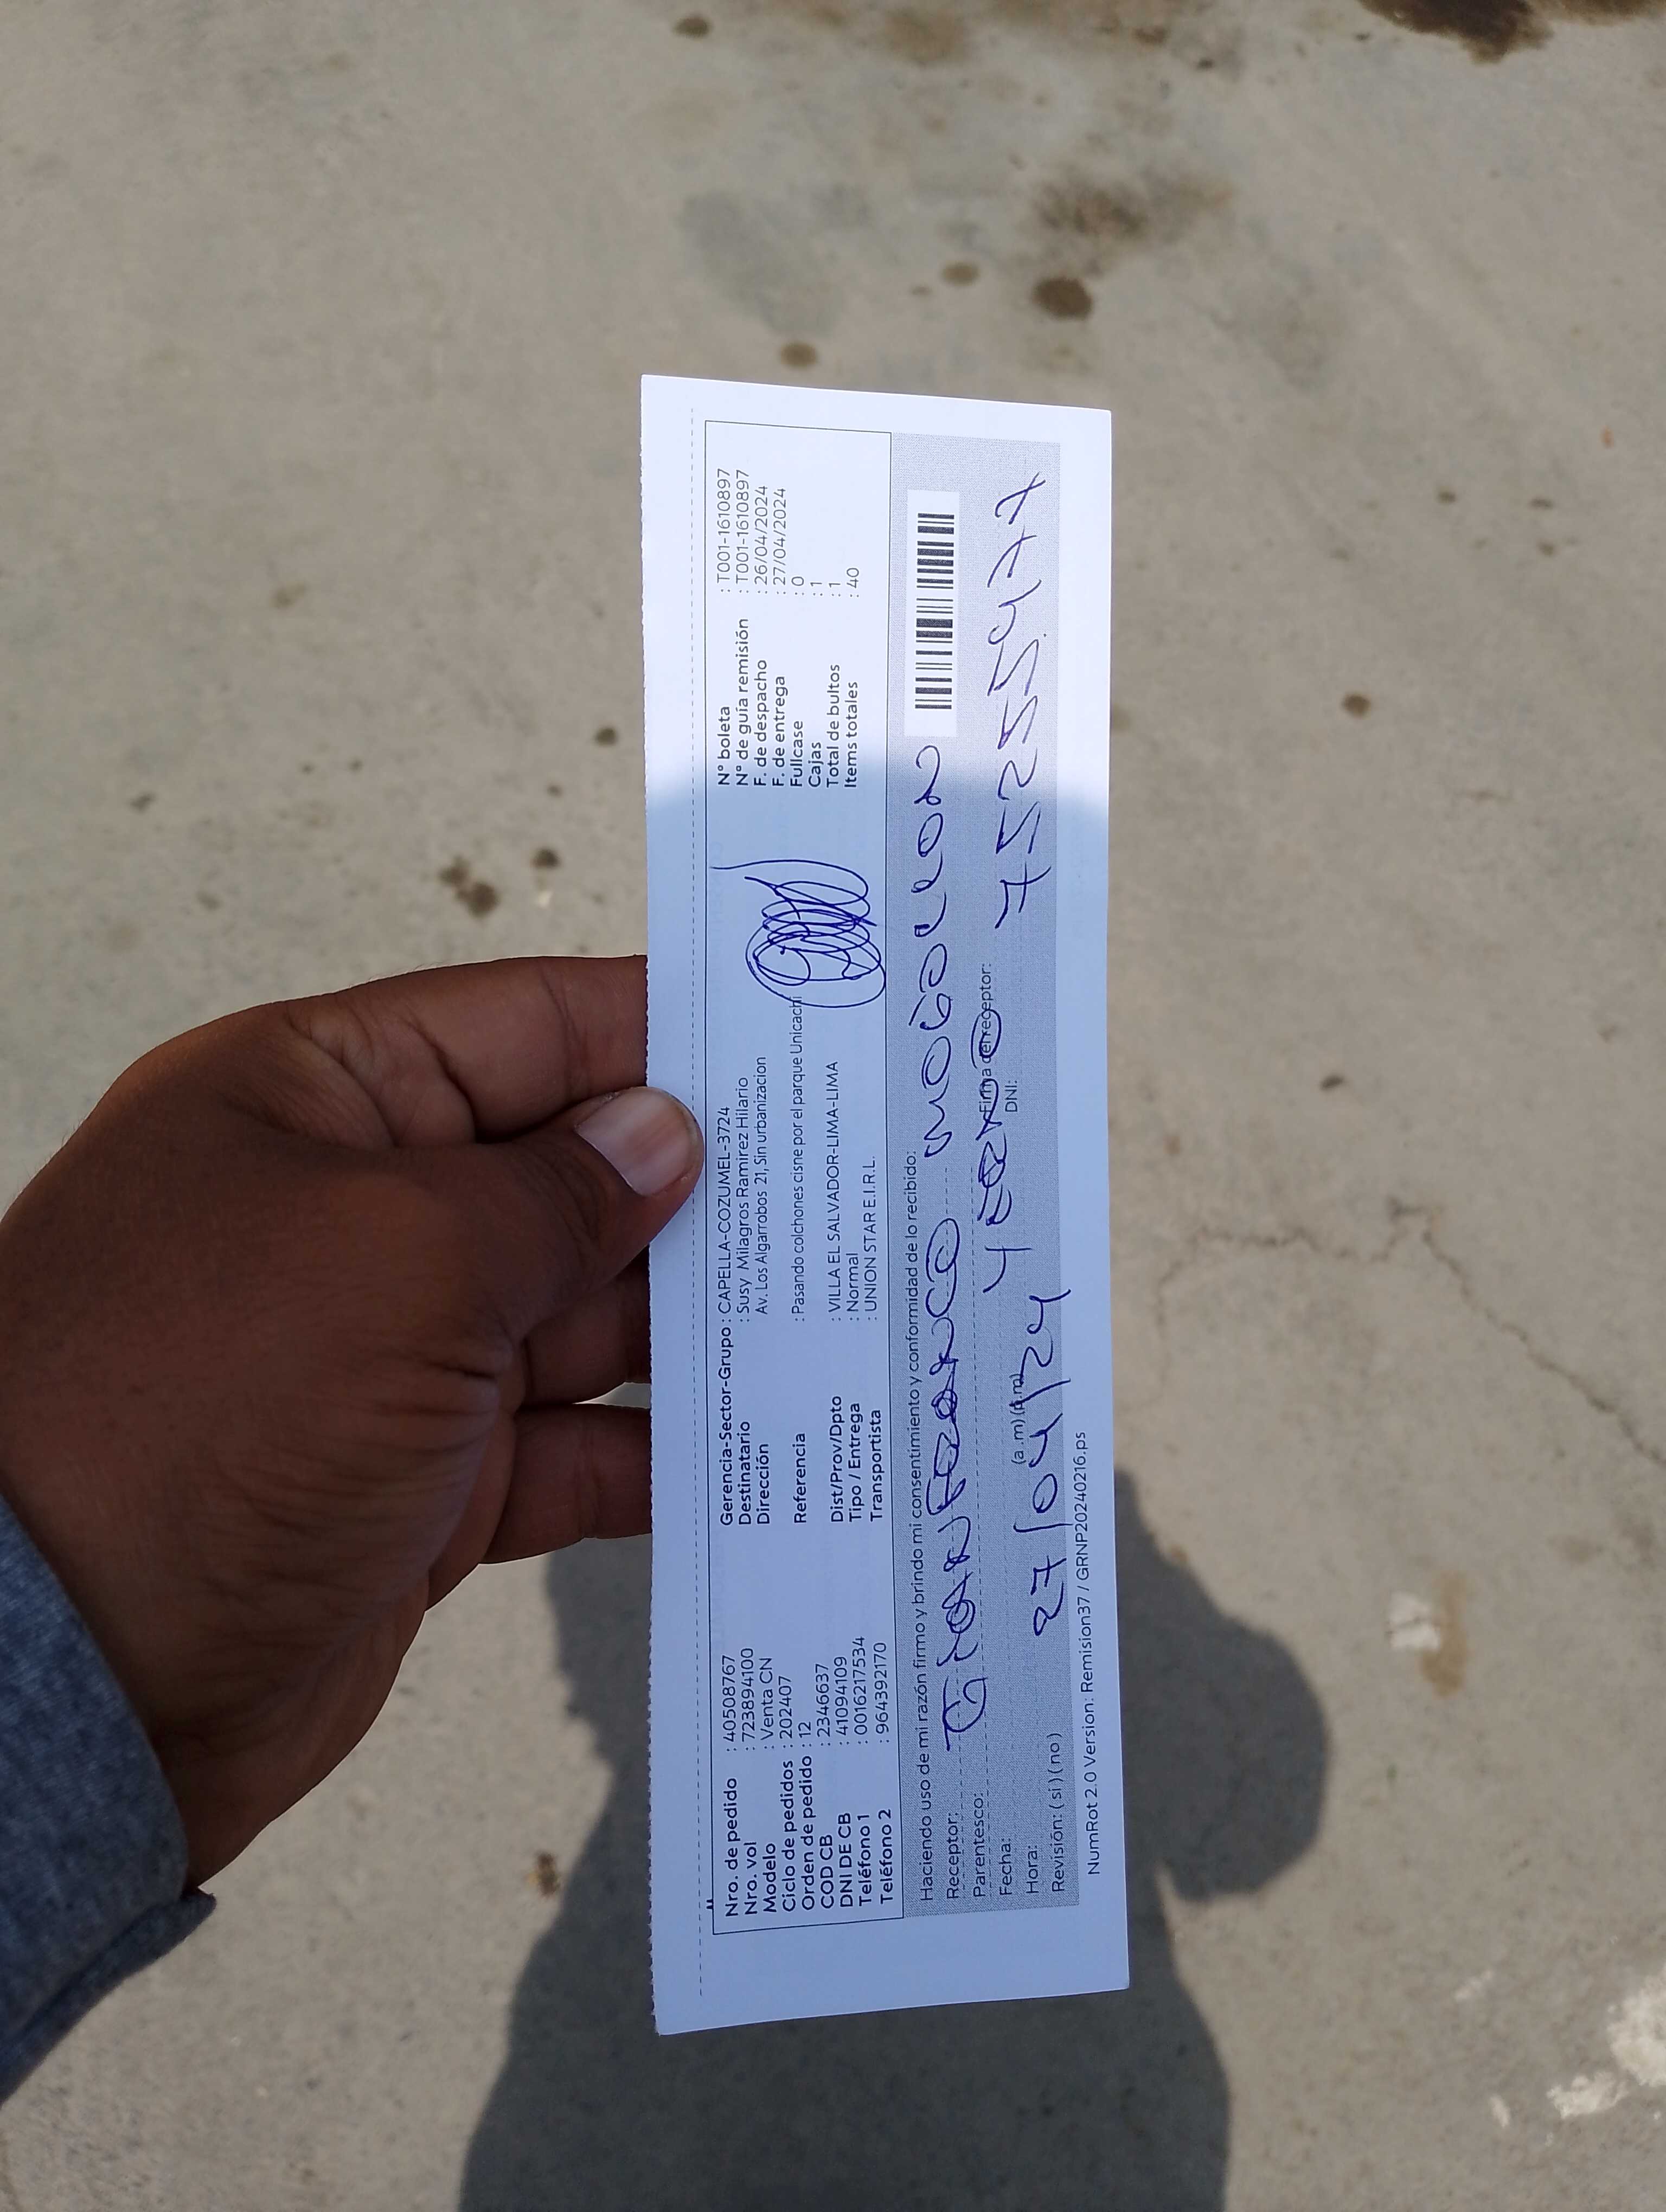 Nro. de pedido : 40508767
Nro. vol : 723894100
Modelo : Venta CN
Ciclo de pedidos : 202407
Orden de pedido : 12
COD CB : 2346637
DNI DE CB : 41094109
Teléfono 1 : 0016217534
Teléfono 2 : 964392170
Gerencia-Sector-Grupo : CAPELLA-COZUMEL-3724
Destinatario : Susy Milagros Ramirez Hilario
Dirección Av. Los Algarrobos 21, Sin urbanizacion
Referencia : Pasando colchones cisne por el parque Unicachi
Dist/Prov/Dpto : VILLA EL SALVADOR-LIMA-LIMA
Tipo / Entrega : Normal
Transportista : UNION STAR E.I.R.L.
N° boleta : T001-1610897
N° de guía remisión : T001-1610897
F. de despacho : 26/04/2024
F. de entrega : 27/04/2024
Fullcase : 0
Cajas : 1
Total de bultos : 1
Items totales : 40
Haciendo uso de mi razón firmo y brindo mi consentimiento y conformidad de lo recibido:
Receptor: GIANFRANCO MOGOLLON
Parentesco: YERNO
Firma del receptor:
Fecha: 27/04/24
DNI: 75255477
Hora: (a.m) (p.m)
Revisión: ( si ) ( no )
NumRot 2.0 Version: Remision37 / GRNP20240216.ps